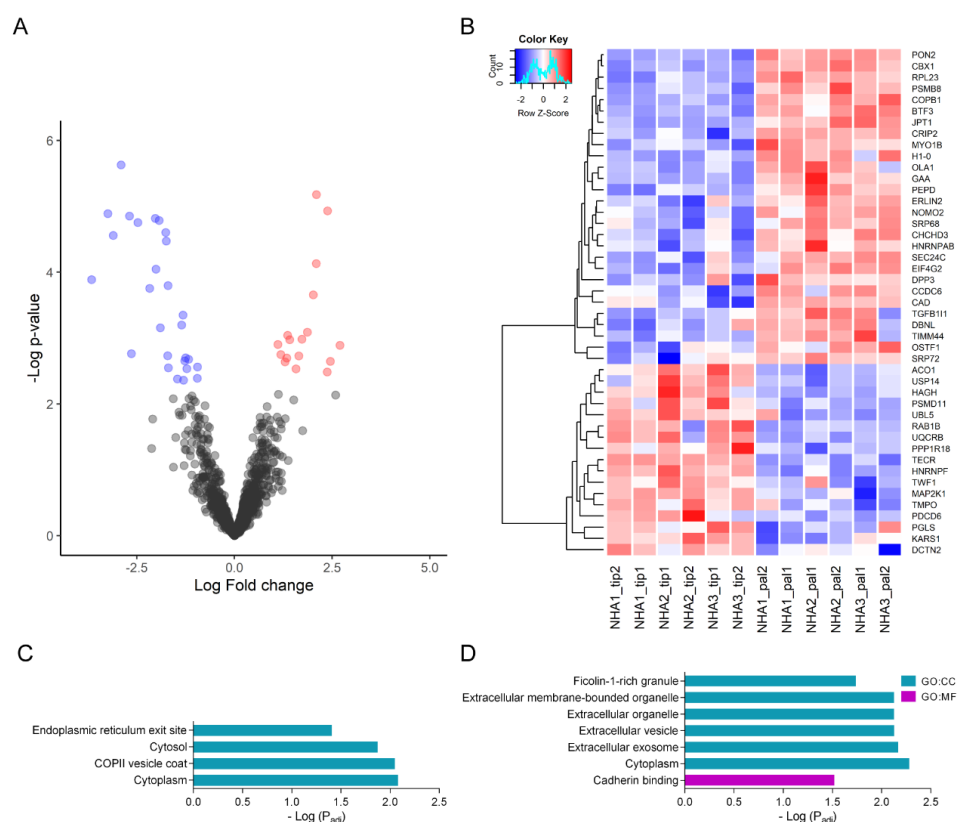 A
6
4
2
0
-2.5
0.0
2.5
5.0
-Log p-value
Log Fold change
B
Color Key
Count
0
10
-2
0
2
Row Z-Score
PON2
CBX1
RPL23
PSMB8
COPB1
BTF3
JPT1
CRIP2
MYO1B
H1-0
OLA1
GAA
PEPD
ERLIN2
NOMO2
SRP68
CHCHD3
HNRNPAB
SEC24C
EIF4G2
DPP3
CCDC6
CAD
TGFB1I1
DBNL
TIMM44
OSTF1
SRP72
ACO1
USP14
HAGH
PSMD11
UBL5
RAB1B
UQCRB
PPP1R18
TECR
HNRNPF
TWF1
MAP2K1
TMPO
PDCD6
PGLS
KARS1
DCTN2
NHA1_tip2
NHA1_tip1
NHA2_tip1
NHA2_tip2
NHA3_tip1
NHA3_tip2
NHA1_pal2
NHA1_pal1
NHA2_pal1
NHA2_pal2
NHA3_pal1
NHA3_pal2
C
Endoplasmic reticulum exit site
Cytosol
COPII vesicle coat
Cytoplasm
0.0 0.5 1.0 1.5 2.0 2.5
- Log (Padj)
D
Ficolin-1-rich granule
Extracellular membrane-bounded organelle
Extracellular organelle
Extracellular vesicle
Extracellular exosome
Cytoplasm
Cadherin binding
0.0 0.5 1.0 1.5 2.0 2.5
- Log (Padj)
GO:CC
GO:MF